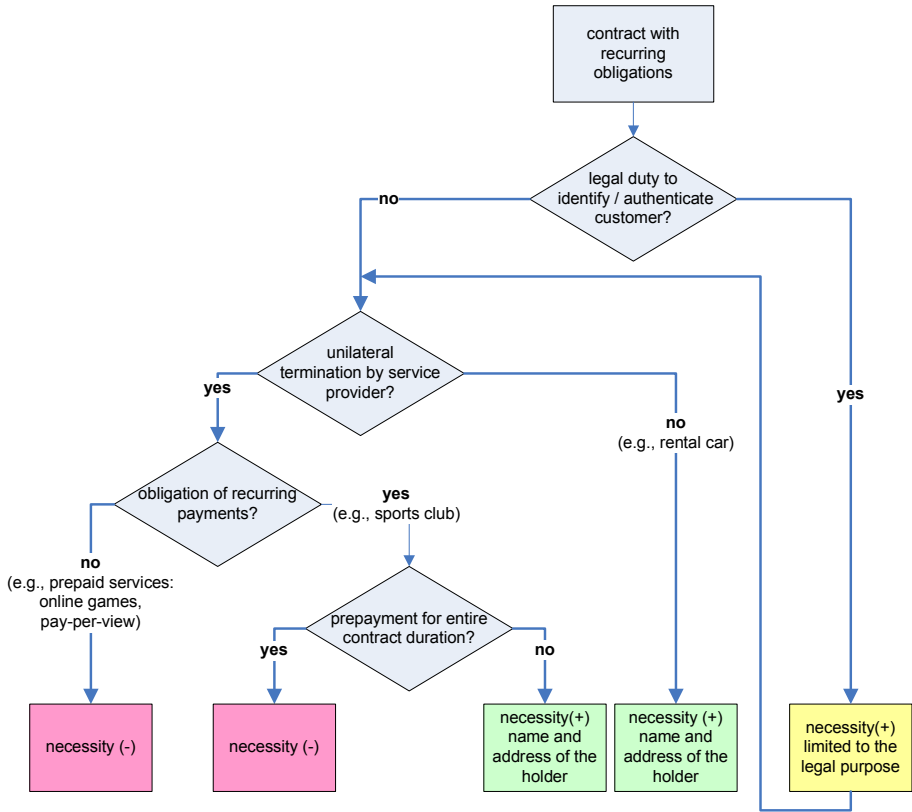 contract with
recurring
obligations
legal duty to
identify / authenticate
customer?
no
yes
unilateral
termination by service
provider?
yes
no
(e.g., rental car)
obligation of recurring
payments?
yes
(e.g., sports club)
no
(e.g., prepaid services:
online games,
pay-per-view)
prepayment for entire
contract duration?
yes
no
necessity (-)
necessity (-)
necessity(+)
name and
address of the
holder
necessity (+)
name and
address of the
holder
necessity(+)
limited to the
legal purpose